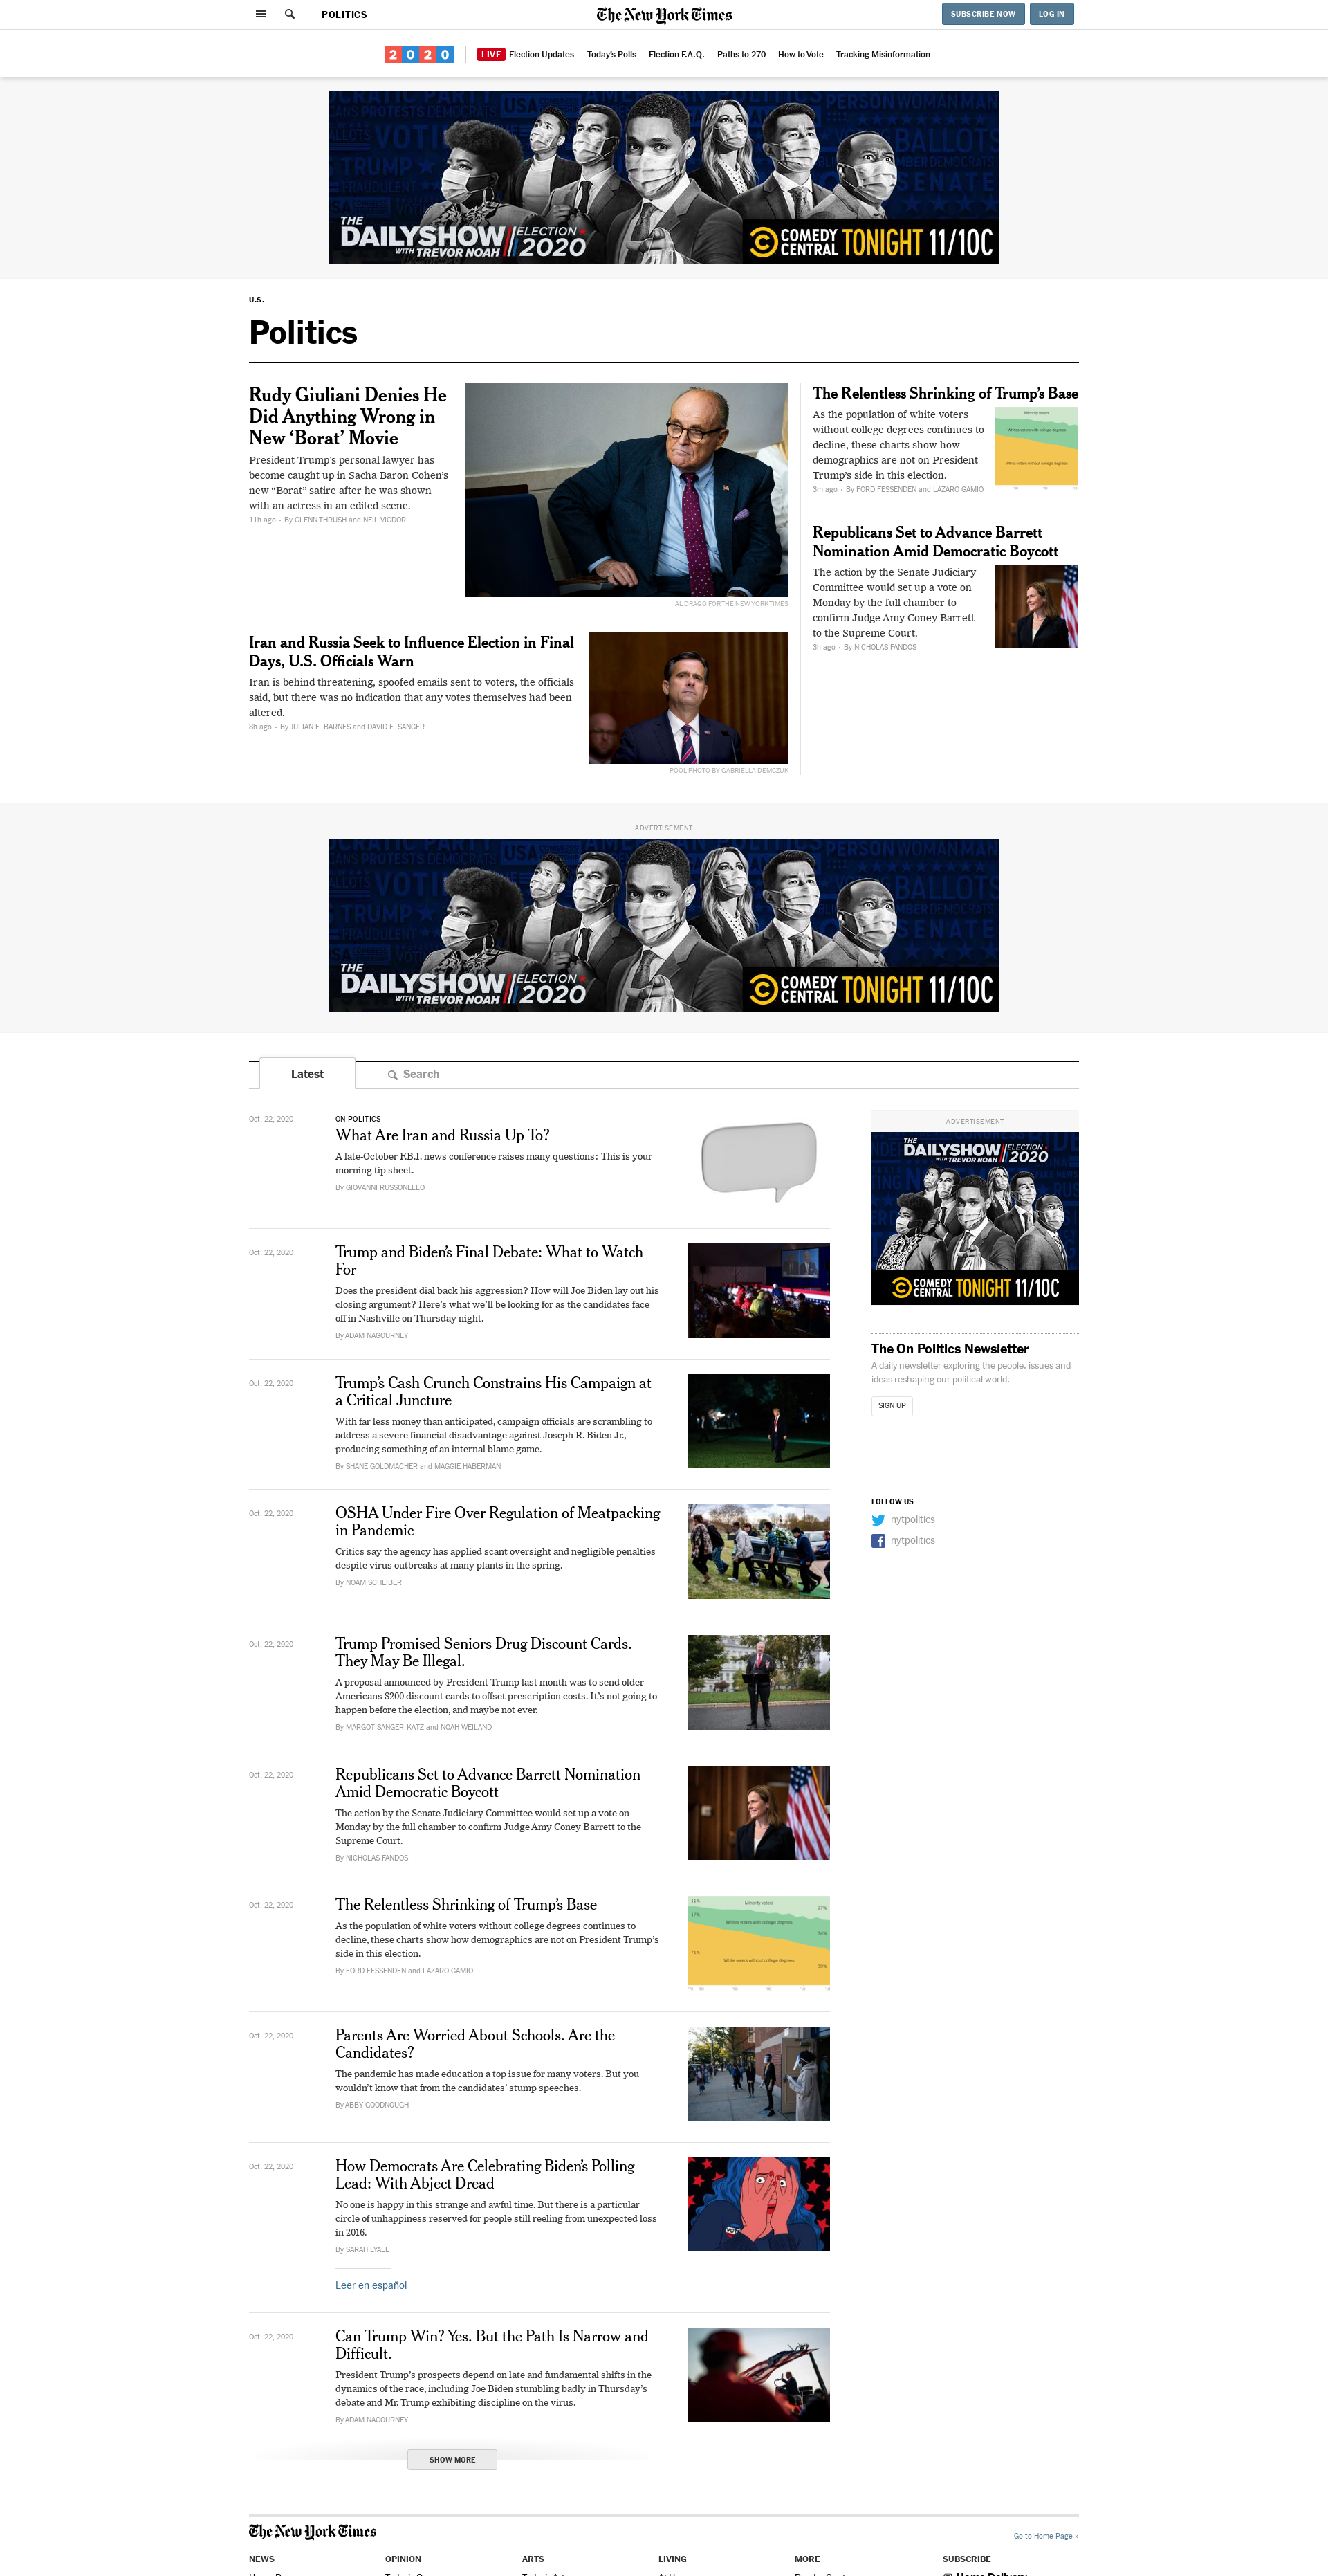 POLITICS
The New York Times
SUBSCRIBE NOW
LOG IN
2020
LIVE Election Updates
Today's Polls
Election F.A.Q.
Paths to 270
How to Vote
Tracking Misinformation
THE
DAILYSHOW
WITH TREVOR NOAH
ELECTION
2020
COMEDY CENTRAL TONIGHT 11/10C
U.S.
Politics
Rudy Giuliani Denies He
Did Anything Wrong in
New ‘Borat’ Movie
President Trump’s personal lawyer has
become caught up in Sacha Baron Cohen’s
new “Borat” satire after he was shown
with an actress in an edited scene.
11h ago • By GLENN THRUSH and NEIL VIGDOR
AL DRAGO FOR THE NEW YORK TIMES
Iran and Russia Seek to Influence Election in Final
Days, U.S. Officials Warn
Iran is behind threatening, spoofed emails sent to voters, the officials
said, but there was no indication that any votes themselves had been
altered.
8h ago • By JULIAN E. BARNES and DAVID E. SANGER
POOL PHOTO BY GABRIELLA DEMCZUK
The Relentless Shrinking of Trump’s Base
As the population of white voters
without college degrees continues to
decline, these charts show how
demographics are not on President
Trump’s side in this election.
3m ago • By FORD FESSENDEN and LAZARO GAMIO
Minority voters
Whites voters with college degrees
White voters without college degrees
Republicans Set to Advance Barrett
Nomination Amid Democratic Boycott
The action by the Senate Judiciary
Committee would set up a vote on
Monday by the full chamber to
confirm Judge Amy Coney Barrett
to the Supreme Court.
3h ago • By NICHOLAS FANDOS
ADVERTISEMENT
THE
DAILYSHOW
WITH TREVOR NOAH
ELECTION
2020
COMEDY CENTRAL TONIGHT 11/10C
Latest
Search
Oct. 22, 2020
ON POLITICS
What Are Iran and Russia Up To?
A late-October F.B.I. news conference raises many questions: This is your
morning tip sheet.
By GIOVANNI RUSSONELLO
Oct. 22, 2020
Trump and Biden’s Final Debate: What to Watch
For
Does the president dial back his aggression? How will Joe Biden lay out his
closing argument? Here’s what we’ll be looking for as the candidates face
off in Nashville on Thursday night.
By ADAM NAGOURNEY
Oct. 22, 2020
Trump’s Cash Crunch Constrains His Campaign at
a Critical Juncture
With far less money than anticipated, campaign officials are scrambling to
address a severe financial disadvantage against Joseph R. Biden Jr.,
producing something of an internal blame game.
By SHANE GOLDMACHER and MAGGIE HABERMAN
Oct. 22, 2020
OSHA Under Fire Over Regulation of Meatpacking
in Pandemic
Critics say the agency has applied scant oversight and negligible penalties
despite virus outbreaks at many plants in the spring.
By NOAM SCHEIBER
Oct. 22, 2020
Trump Promised Seniors Drug Discount Cards.
They May Be Illegal.
A proposal announced by President Trump last month was to send older
Americans $200 discount cards to offset prescription costs. It’s not going to
happen before the election, and maybe not ever.
By MARGOT SANGER-KATZ and NOAH WEILAND
Oct. 22, 2020
Republicans Set to Advance Barrett Nomination
Amid Democratic Boycott
The action by the Senate Judiciary Committee would set up a vote on
Monday by the full chamber to confirm Judge Amy Coney Barrett to the
Supreme Court.
By NICHOLAS FANDOS
Oct. 22, 2020
The Relentless Shrinking of Trump’s Base
As the population of white voters without college degrees continues to
decline, these charts show how demographics are not on President Trump’s
side in this election.
By FORD FESSENDEN and LAZARO GAMIO
Minority voters
Whites voters with college degrees
White voters without college degrees
Oct. 22, 2020
Parents Are Worried About Schools. Are the
Candidates?
The pandemic has made education a top issue for many voters. But you
wouldn’t know that from the candidates’ stump speeches.
By ABBY GOODNOUGH
Oct. 22, 2020
How Democrats Are Celebrating Biden’s Polling
Lead: With Abject Dread
No one is happy in this strange and awful time. But there is a particular
circle of unhappiness reserved for people still reeling from unexpected loss
in 2016.
By SARAH LYALL
Leer en español
Oct. 22, 2020
Can Trump Win? Yes. But the Path Is Narrow and
Difficult.
President Trump’s prospects depend on late and fundamental shifts in the
dynamics of the race, including Joe Biden stumbling badly in Thursday’s
debate and Mr. Trump exhibiting discipline on the virus.
By ADAM NAGOURNEY
SHOW MORE
ADVERTISEMENT
THE
DAILYSHOW
WITH TREVOR NOAH
ELECTION
2020
COMEDY CENTRAL TONIGHT 11/10C
The On Politics Newsletter
A daily newsletter exploring the people, issues and
ideas reshaping our political world.
SIGN UP
FOLLOW US
nytpolitics
nytpolitics
The New York Times
Go to Home Page »
NEWS
OPINION
ARTS
LIVING
MORE
SUBSCRIBE